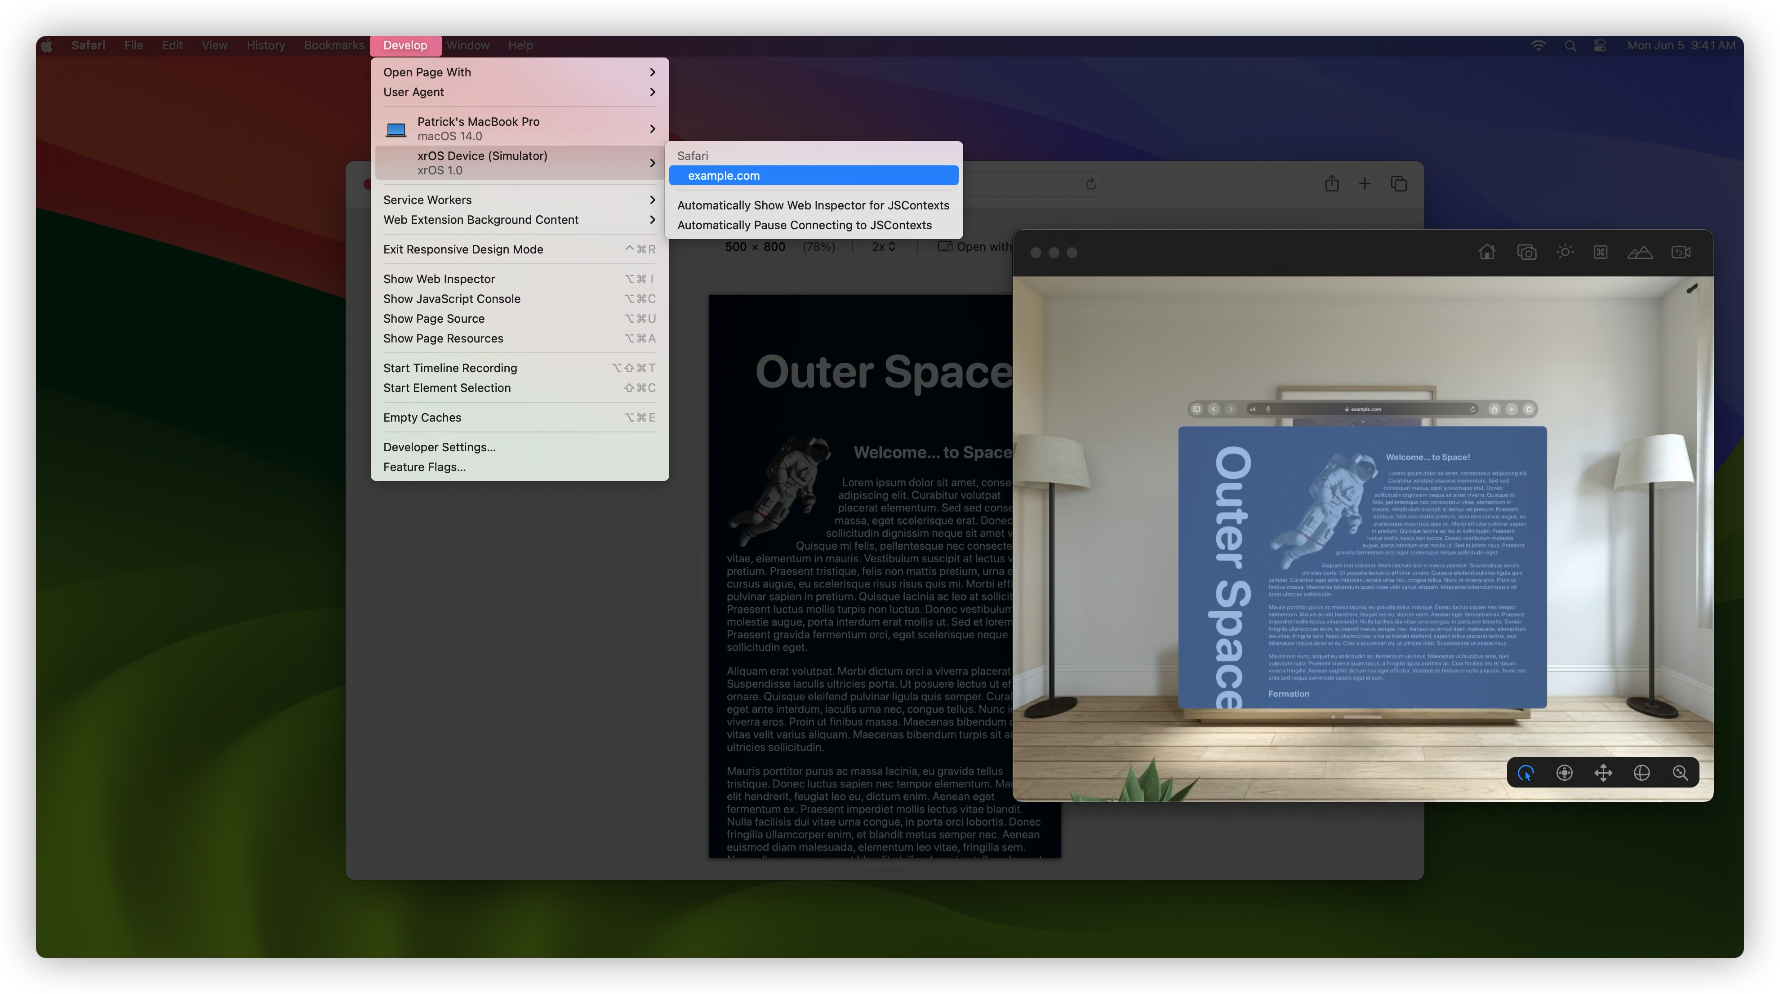 Safari File Edit View History Bookmarks Develop Window Help
Mon Jun 5 9:41 AM
Open Page With
User Agent
Patrick's MacBook Pro
macOS 14.0
xrOS Device (Simulator)
xrOS 1.0
Service Workers
Web Extension Background Content
Exit Responsive Design Mode ^⌘R
Show Web Inspector ⌥⌘I
Show JavaScript Console ⌥⌘C
Show Page Source ⌥⌘U
Show Page Resources ⌥⌘A
Start Timeline Recording ⌥⇧⌘T
Start Element Selection ⇧⌘C
Empty Caches ⌥⌘E
Developer Settings...
Feature Flags...
Safari
example.com
Automatically Show Web Inspector for JSContexts
Automatically Pause Connecting to JSContexts
500 × 800 (78%) 2x Open with
Outer Space
Welcome... to Space
Lorem ipsum dolor sit amet, conse
adipiscing elit. Curabitur volutpat
placerat elementum. Sed sed conse
massa, eget scelerisque erat. Donec
sollicitudin dignissim neque sit amet v
Quisque mi felis, pellentesque nec consecte
vitae, elementum in mauris. Vestibulum suscipit at lectus v
pretium. Praesent tristique, felis non mattis pretium, urna e
cursus augue, eu scelerisque risus risus quis mi. Morbi effi
pulvinar sapien in pretium. Quisque lacinia ac leo at sollicit
Praesent luctus mollis turpis non luctus. Donec vestibulum
molestie augue, porta interdum erat mollis ut. Sed et lorem
Praesent gravida fermentum orci, eget scelerisque neque
sollicitudin eget.
Aliquam erat volutpat. Morbi dictum orci a viverra placerat
Suspendisse iaculis ultricies porta. Ut posuere lectus ut ef
ornare. Quisque eleifend pulvinar ligula quis semper. Cural
eget ante interdum, iaculis urna nec, congue tellus. Nunc i
viverra eros. Proin ut finibus massa. Maecenas bibendum
vitae velit varius aliquam. Maecenas bibendum turpis sit a
ultricies sollicitudin.
Mauris porttitor purus ac massa lacinia, eu gravida tellus
tristique. Donec luctus sapien nec tempor elementum. Ma
elit hendrerit, feugiat leo eu, dictum enim. Aenean eget
fermentum ex. Praesent imperdiet mollis lectus vitae blandit.
Nulla facilisis dui vitae urna congue, in porta orci lobortis. Donec
fringilla ullamcorper enim, et blandit metus semper nec. Aenean
euismod diam malesuada, elementum leo vitae, fringilla sem.
example.com
Outer Space
Welcome... to Space!
Formation